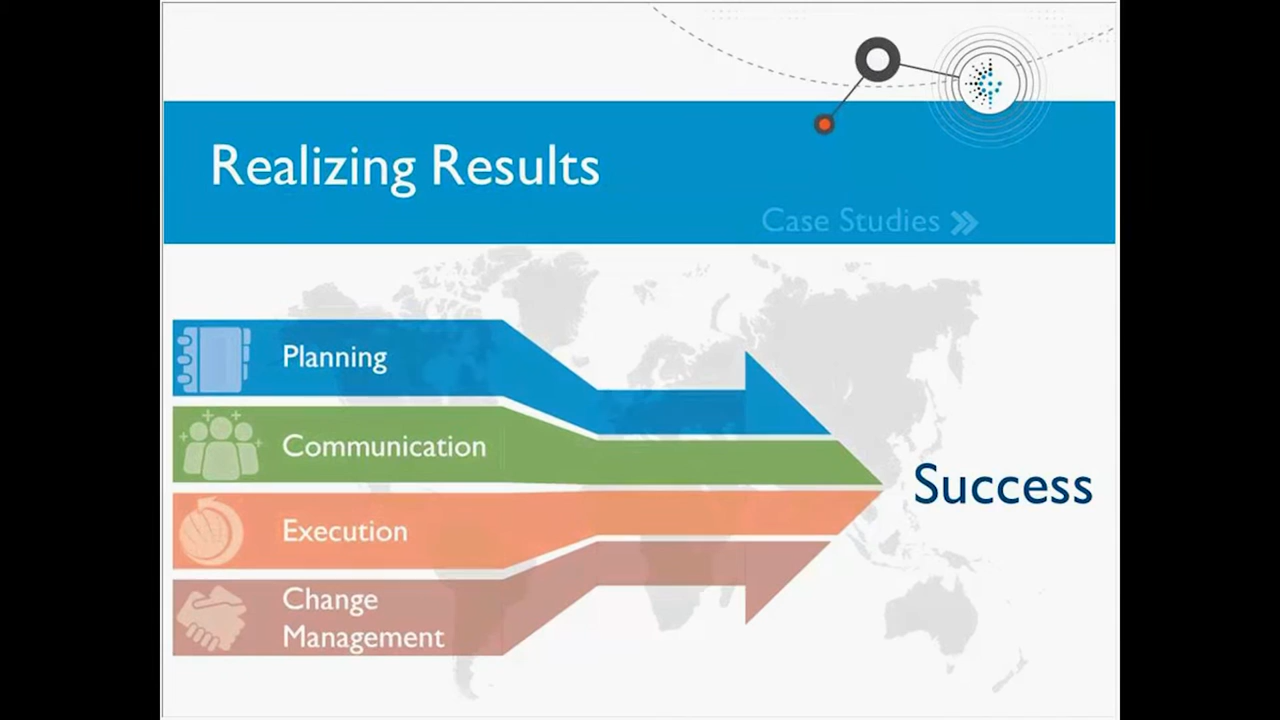 Realizing Results
Case Studies
Planning
Communication
Execution
Change
Management
Success